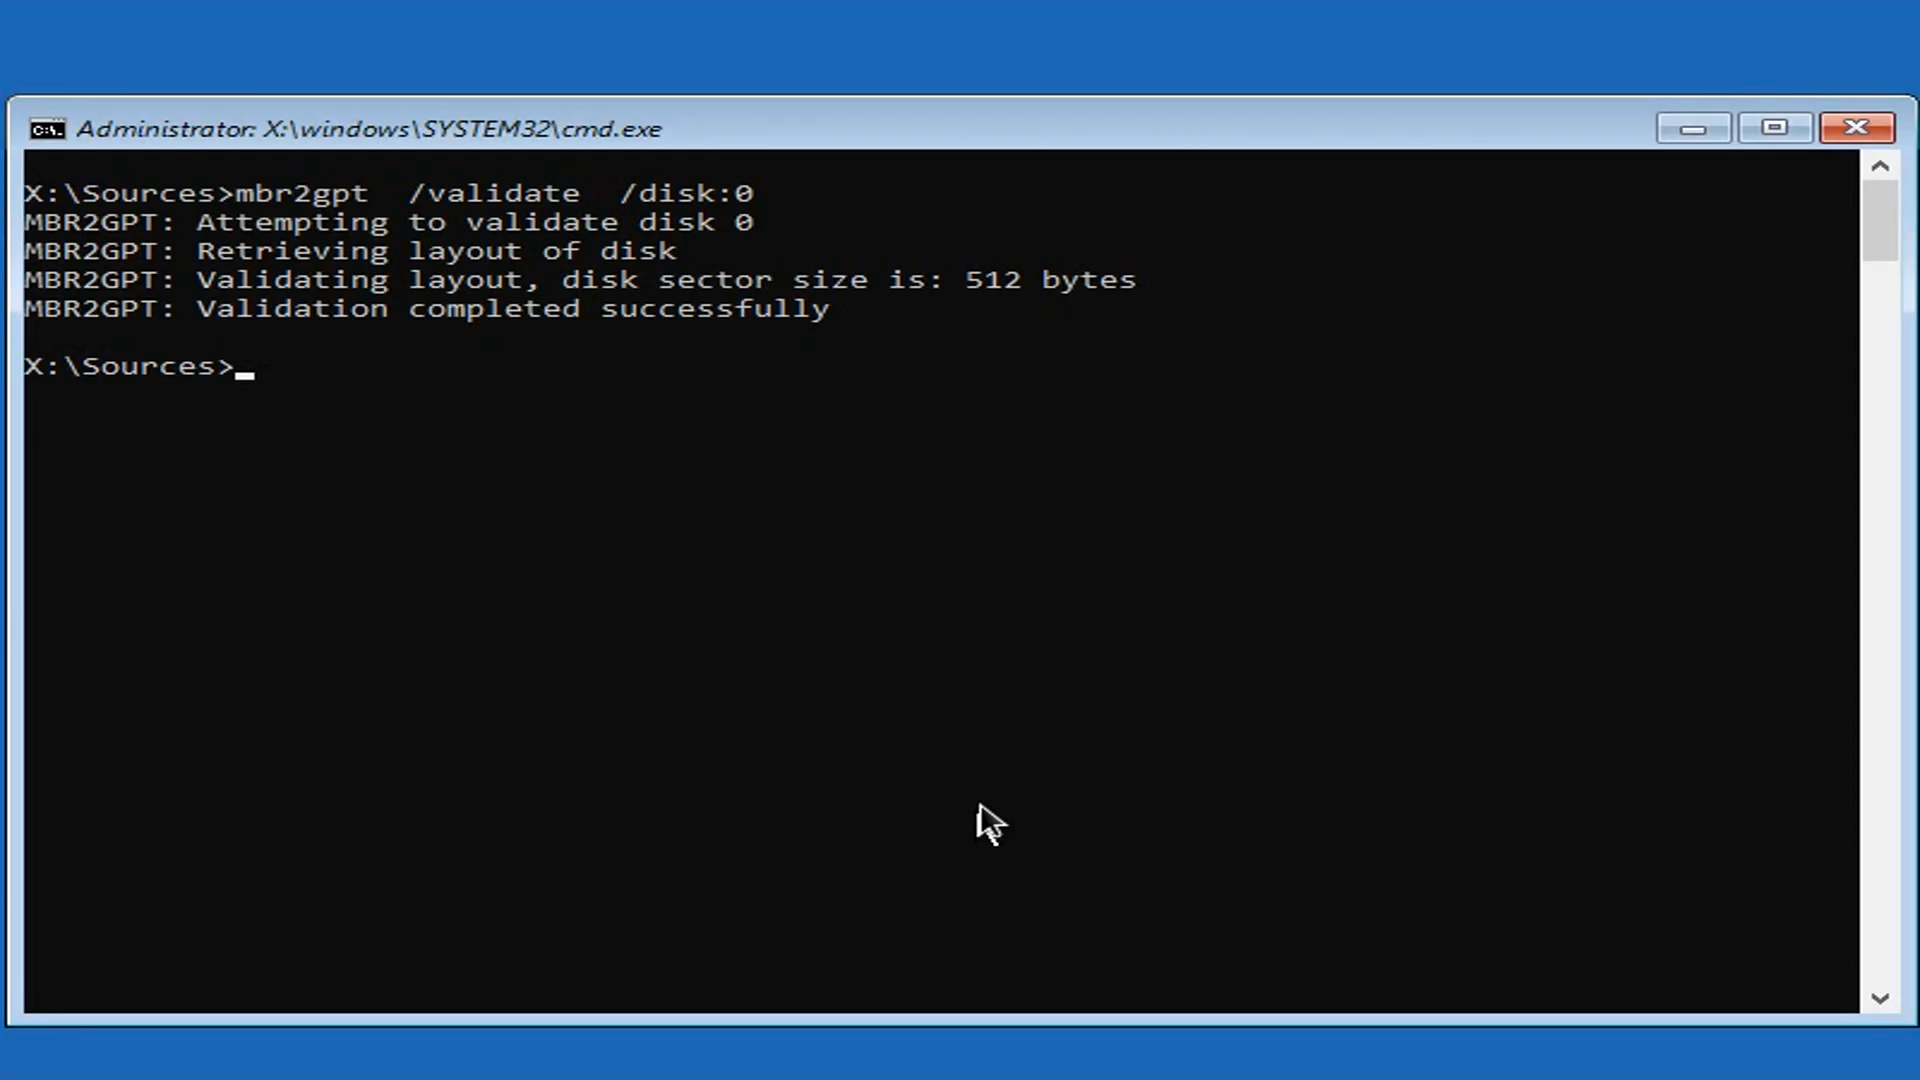 Administrator: X:\windows\SYSTEM32\cmd.exe
X:\Sources>mbr2gpt  /validate  /disk:0
MBR2GPT: Attempting to validate disk 0
MBR2GPT: Retrieving layout of disk
MBR2GPT: Validating layout, disk sector size is: 512 bytes
MBR2GPT: Validation completed successfully
X:\Sources>